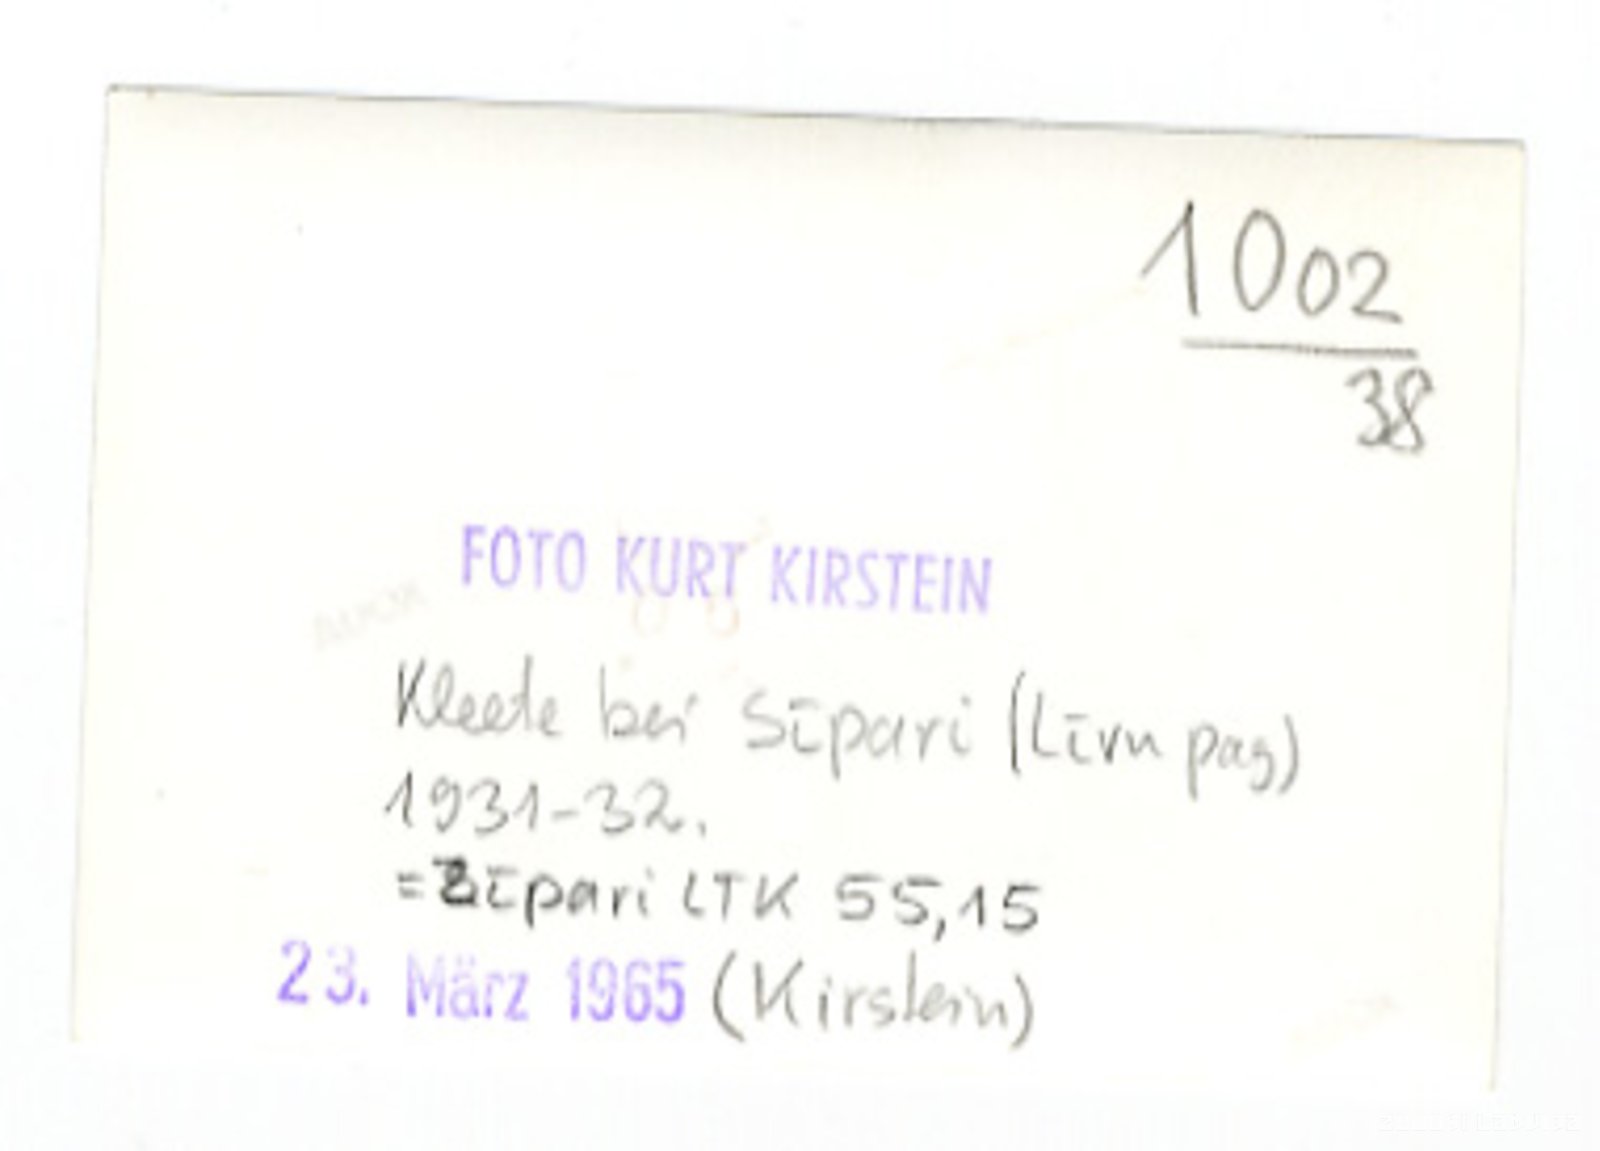 1002
38
FOTO KURT KIRSTEIN
Kleete bei Sīpari (Līvu pag)
1931-32.
= Zīpari LTK 55,15
23. März 1965 (Kirstein)